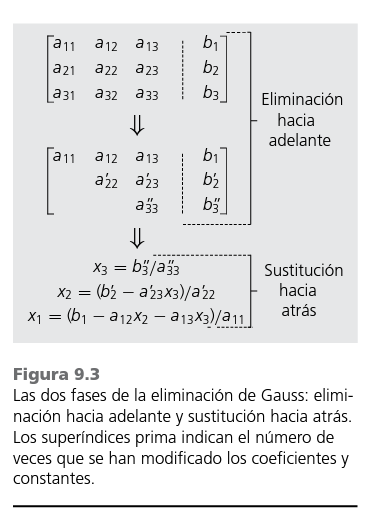 a11 a12 a13 b1
a21 a22 a23 b2
a31 a32 a33 b3
Eliminación
hacia
adelante
⇓
a11 a12 a13 b1
a′22 a′23 b′2
a″33 b″3
⇓
x3 = b″3/a″33
x2 = (b′2 − a′23x3)/a′22
x1 = (b1 − a12x2 − a13x3)/a11
Sustitución
hacia
atrás
Figura 9.3
Las dos fases de la eliminación de Gauss: elimi-
nación hacia adelante y sustitución hacia atrás.
Los superíndices prima indican el número de
veces que se han modificado los coeficientes y
constantes.